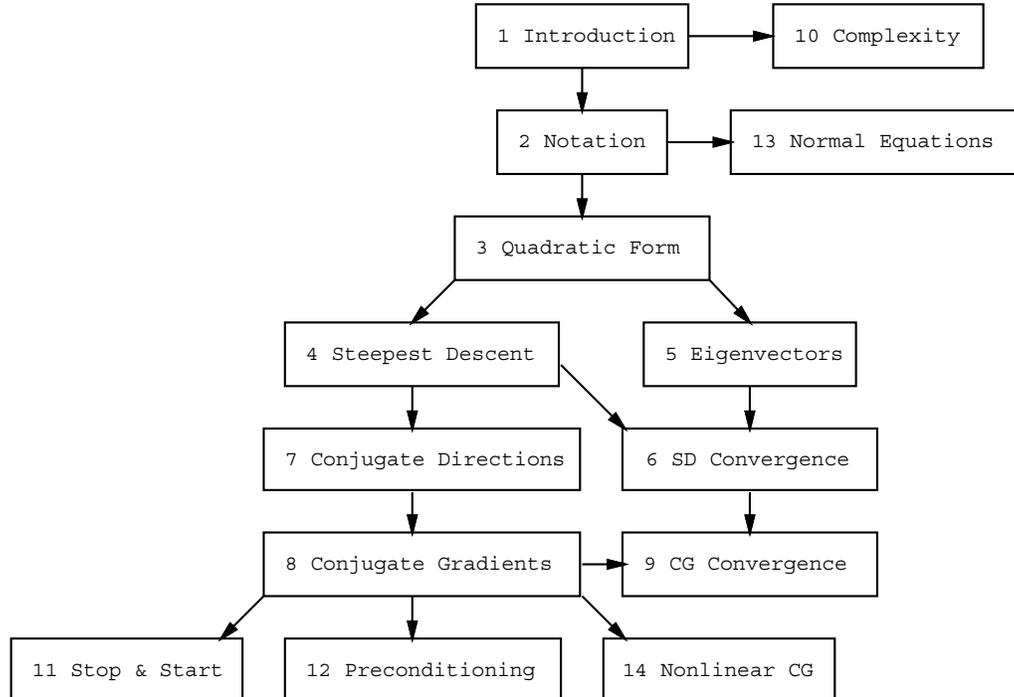 1 Introduction
10 Complexity
2 Notation
13 Normal Equations
3 Quadratic Form
4 Steepest Descent
5 Eigenvectors
7 Conjugate Directions
6 SD Convergence
8 Conjugate Gradients
9 CG Convergence
11 Stop & Start
12 Preconditioning
14 Nonlinear CG